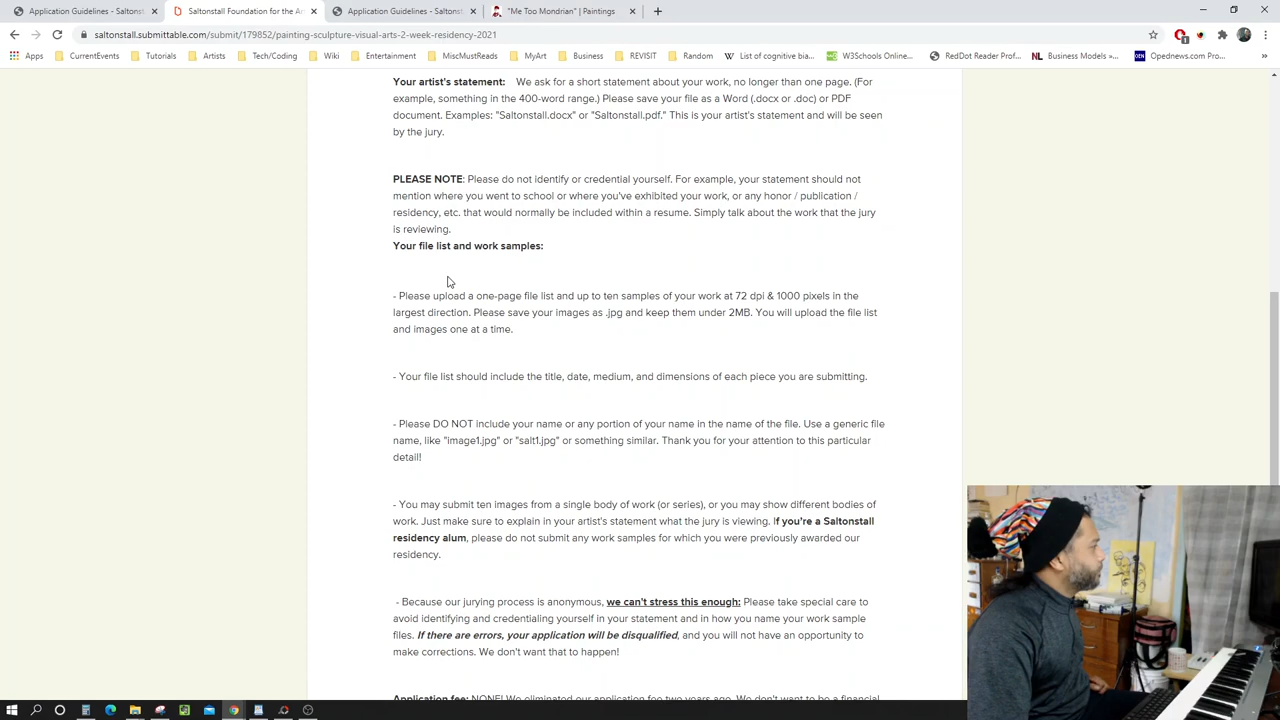 Application Guidelines - Saltonst
Saltonstall Foundation for the Ar
Application Guidelines - Saltonst
"Me Too Mondrian" | Paintings
saltonstall.submittable.com/submit/179852/painting-sculpture-visual-arts-2-week-residency-2021
Apps
CurrentEvents
Tutorials
Artists
Tech/Coding
Wiki
Entertainment
MiscMustReads
MyArt
Business
REVISIT
Random
List of cognitive bia...
W3Schools Online...
RedDot Reader Prof...
Business Models »...
Opednews.com Pro...
Your artist's statement: We ask for a short statement about your work, no longer than one page. (For
example, something in the 400-word range.) Please save your file as a Word (.docx or .doc) or PDF
document. Examples: "Saltonstall.docx" or "Saltonstall.pdf." This is your artist's statement and will be seen
by the jury.
PLEASE NOTE: Please do not identify or credential yourself. For example, your statement should not
mention where you went to school or where you've exhibited your work, or any honor / publication /
residency, etc. that would normally be included within a resume. Simply talk about the work that the jury
is reviewing.
Your file list and work samples:
- Please upload a one-page file list and up to ten samples of your work at 72 dpi & 1000 pixels in the
largest direction. Please save your images as .jpg and keep them under 2MB. You will upload the file list
and images one at a time.
- Your file list should include the title, date, medium, and dimensions of each piece you are submitting.
- Please DO NOT include your name or any portion of your name in the name of the file. Use a generic file
name, like "image1.jpg" or "salt1.jpg" or something similar. Thank you for your attention to this particular
detail!
- You may submit ten images from a single body of work (or series), or you may show different bodies of
work. Just make sure to explain in your artist's statement what the jury is viewing. If you're a Saltonstall
residency alum, please do not submit any work samples for which you were previously awarded our
residency.
- Because our jurying process is anonymous, we can't stress this enough: Please take special care to
avoid identifying and credentialing yourself in your statement and in how you name your work sample
files. If there are errors, your application will be disqualified, and you will not have an opportunity to
make corrections. We don't want that to happen!
Application fee: NONE! We eliminated our application fee two years ago. We don't want to be a financial